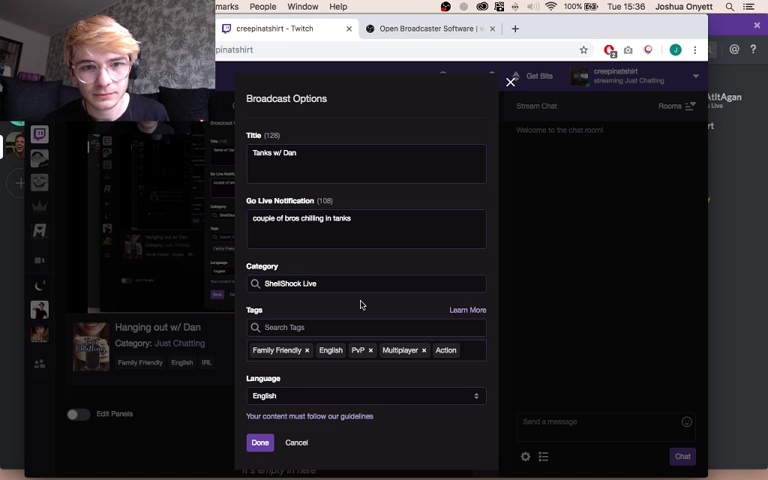 marks People Window Help 100% Tue 15:36 Joshua Onyett
creepinatshirt - Twitch
Open Broadcaster Software |
pinatshirt
2
J
Get Bits
creepinatshirt
streaming Just Chatting
Broadcast Options
Stream Chat
Rooms
AtitAgan
Live
rt
Title (128)
Welcome to the chat room!
Tanks w/ Dan
Go Live Notification (108)
couple of bros chilling in tanks
Category
ShellShock Live
Tags
Learn More
Search Tags
Family Friendly × English PvP × Multiplayer × Action
Hanging out w/ Dan
Category: Just Chatting
Family Friendly English IRL
Language
English
Your content must follow our guidelines
Edit Panels
Send a message
Done Cancel
Chat
It's empty in here